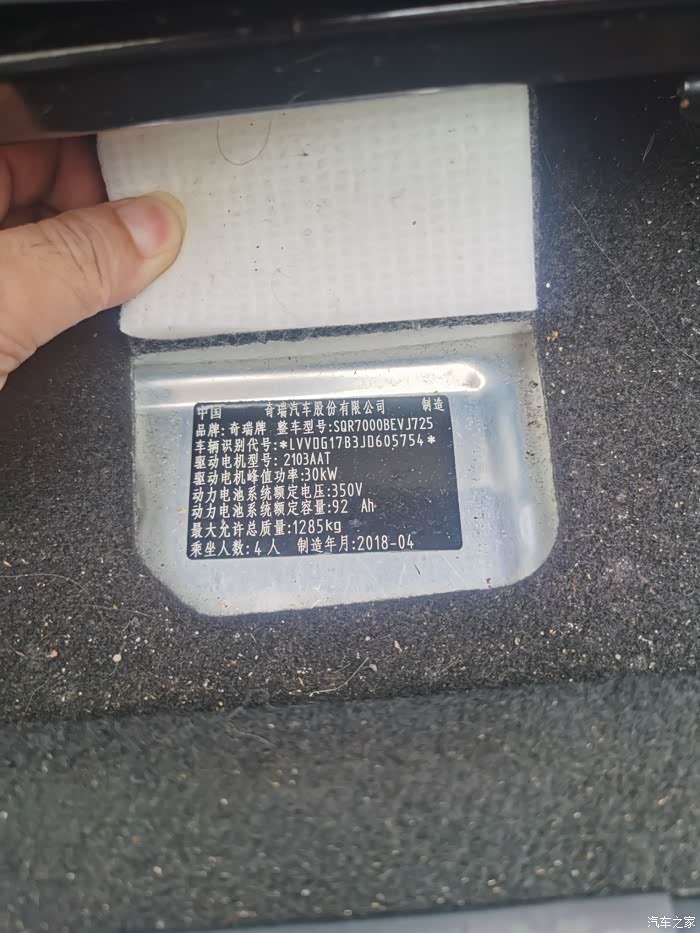 中国 奇瑞汽车股份有限公司 制造
品牌:奇瑞牌 整车型号:SQR7000BEVJ725
车辆识别代号:*LVVDG17B3JD605754*
驱动电机型号:2103AAT
驱动电机峰值功率:30kW
动力电池系统额定电压:350V
动力电池系统额定容量:92 Ah
最大允许总质量:1285kg
乘坐人数:4人 制造年月:2018-04
汽车之家